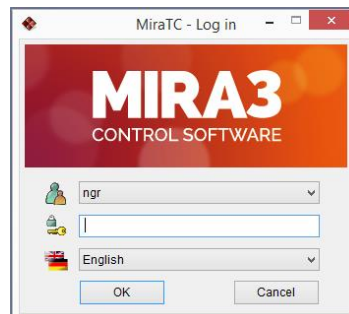 MiraTC - Log in
MIRA3
CONTROL SOFTWARE
ngr
English
OK Cancel